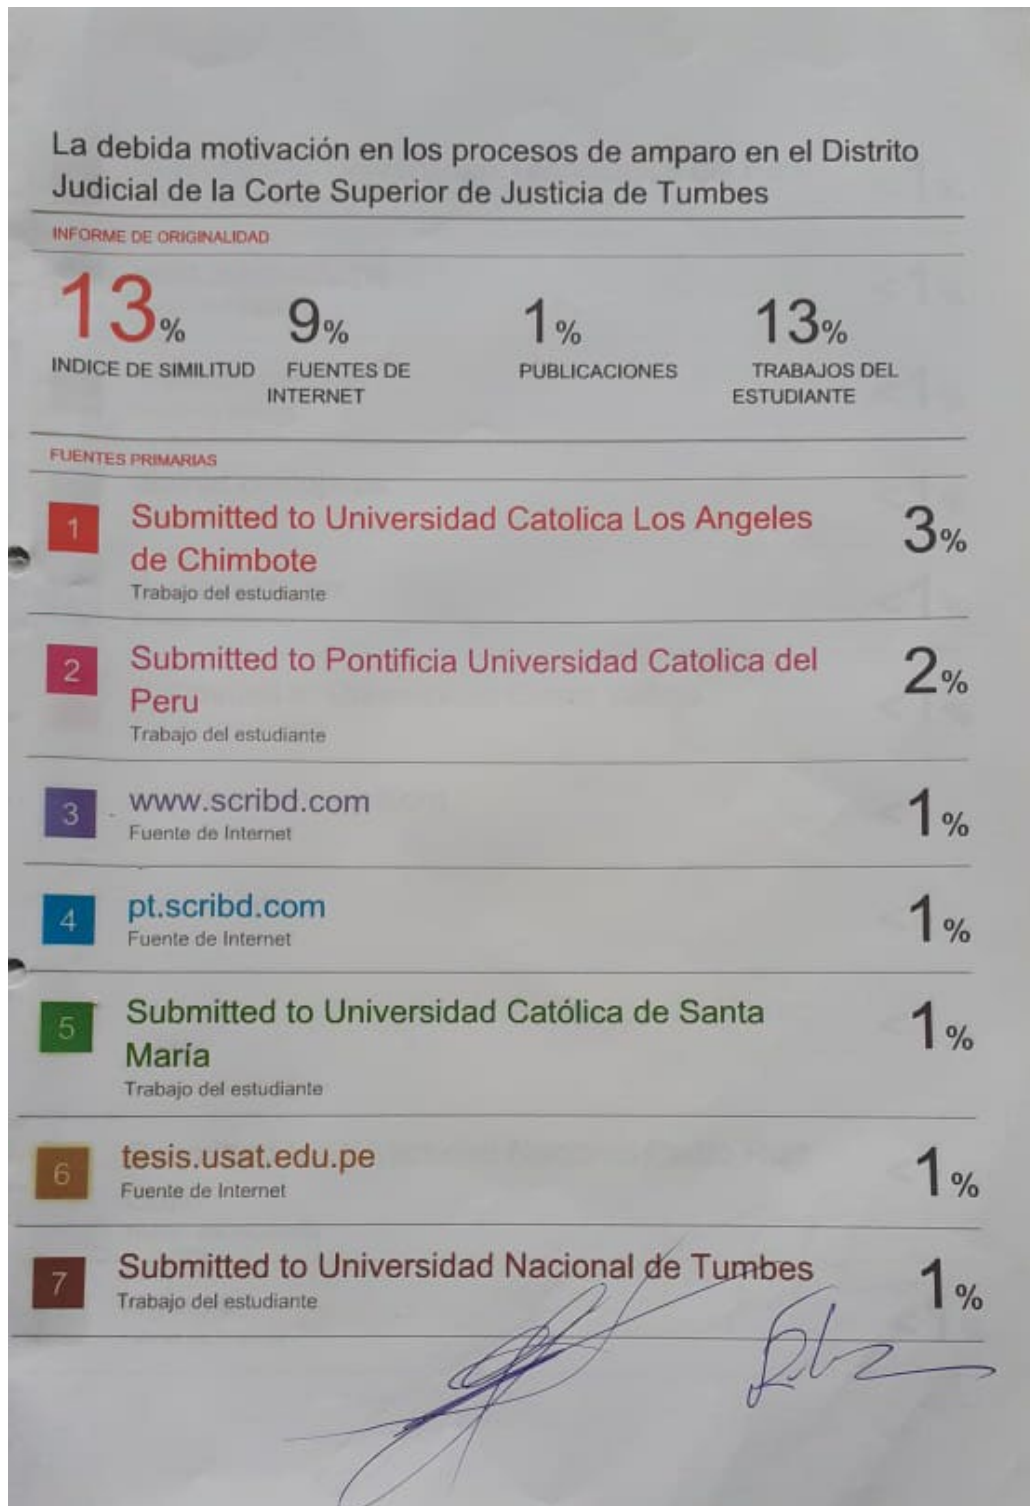 La debida motivación en los procesos de amparo en el Distrito
Judicial de la Corte Superior de Justicia de Tumbes
INFORME DE ORIGINALIDAD
13%
9%
1%
13%
INDICE DE SIMILITUD
FUENTES DE
INTERNET
PUBLICACIONES
TRABAJOS DEL
ESTUDIANTE
FUENTES PRIMARIAS
1
Submitted to Universidad Catolica Los Angeles
de Chimbote
Trabajo del estudiante
3%
2
Submitted to Pontificia Universidad Catolica del
Peru
Trabajo del estudiante
2%
3
www.scribd.com
Fuente de Internet
1%
4
pt.scribd.com
Fuente de Internet
1%
5
Submitted to Universidad Católica de Santa
María
Trabajo del estudiante
1%
6
tesis.usat.edu.pe
Fuente de Internet
1%
7
Submitted to Universidad Nacional de Tumbes
Trabajo del estudiante
1%